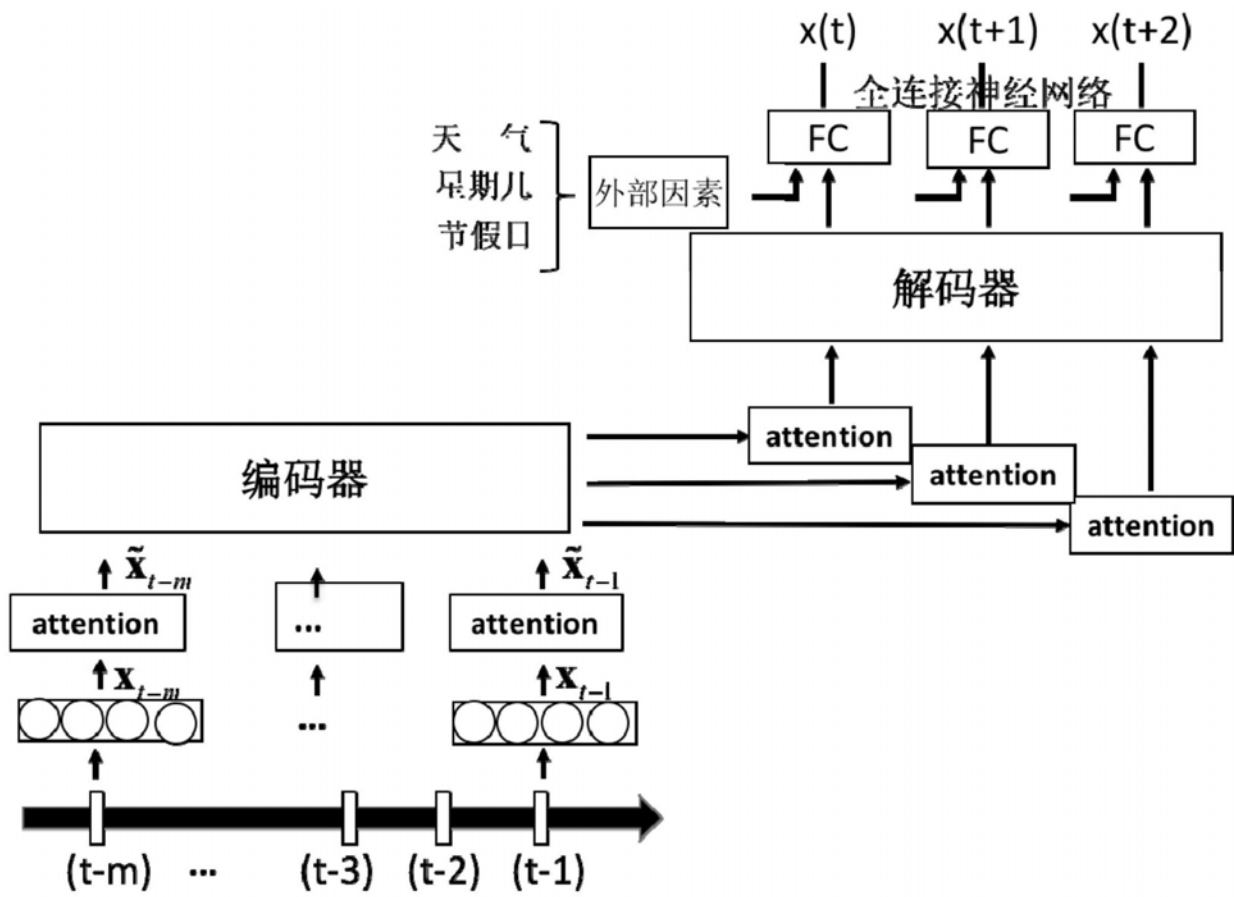 x(t) x(t+1) x(t+2)
全连接神经网络
FC FC FC
天 气
星期几
节假日
外部因素
解码器
attention
attention
attention
编码器
x̃_{t-m} x̃_{t-1}
attention ... attention
x_{t-m} x_{t-1}
...
(t-m) ... (t-3) (t-2) (t-1)